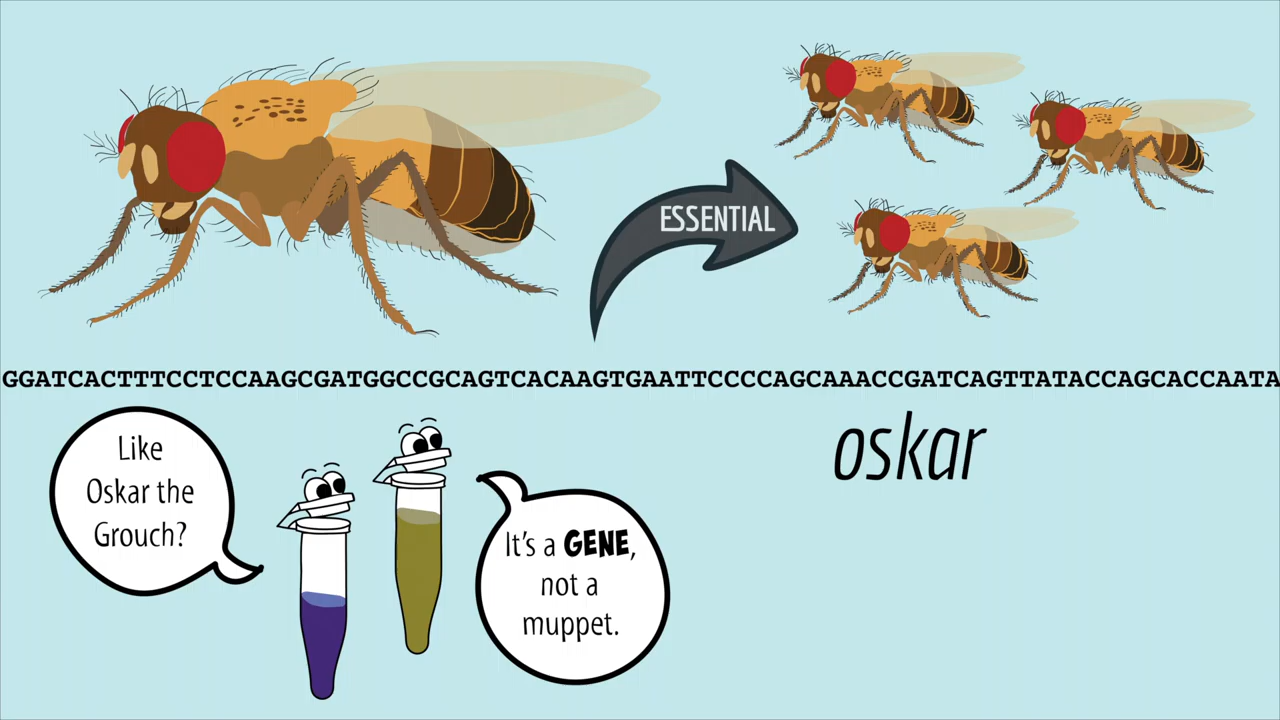 ESSENTIAL
GGATCACTTTCCTCCAAGCGATGGCCGCAGTCACAAGTGAATTCCCCAGCAAACCGATCAGTTATACCAGCACCAATA
oskar
Like
Oskar the
Grouch?
It's a GENE,
not a
muppet.